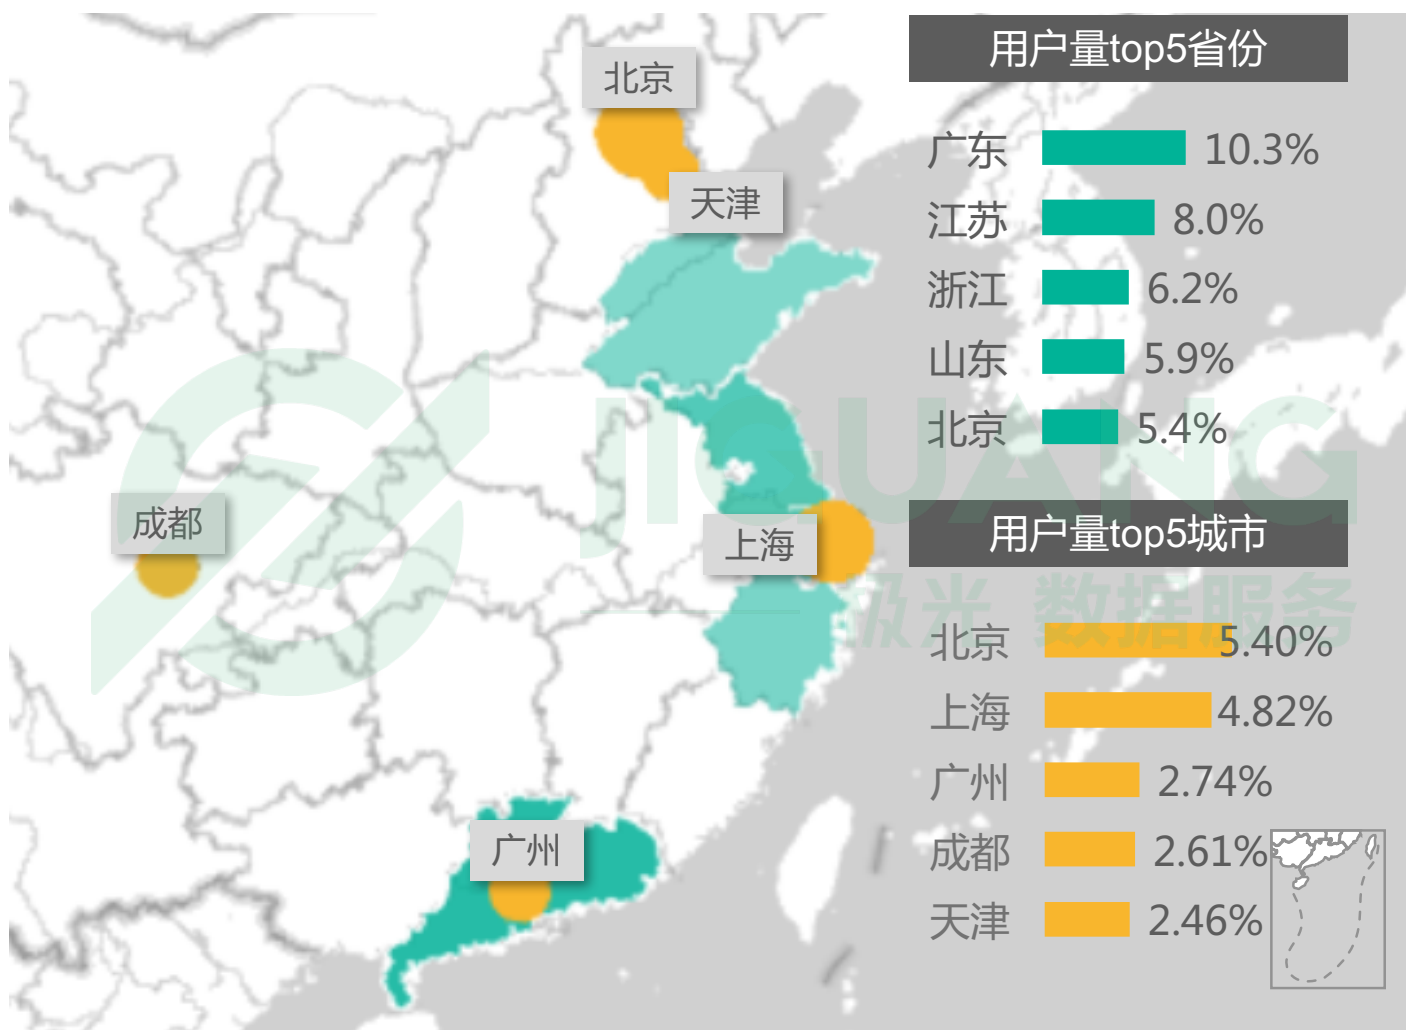 北京
天津
成都
上海
广州
用户量top5省份
广东 10.3%
江苏 8.0%
浙江 6.2%
山东 5.9%
北京 5.4%
用户量top5城市
北京 5.40%
上海 4.82%
广州 2.74%
成都 2.61%
天津 2.46%
JIGUANG
极光 数据服务